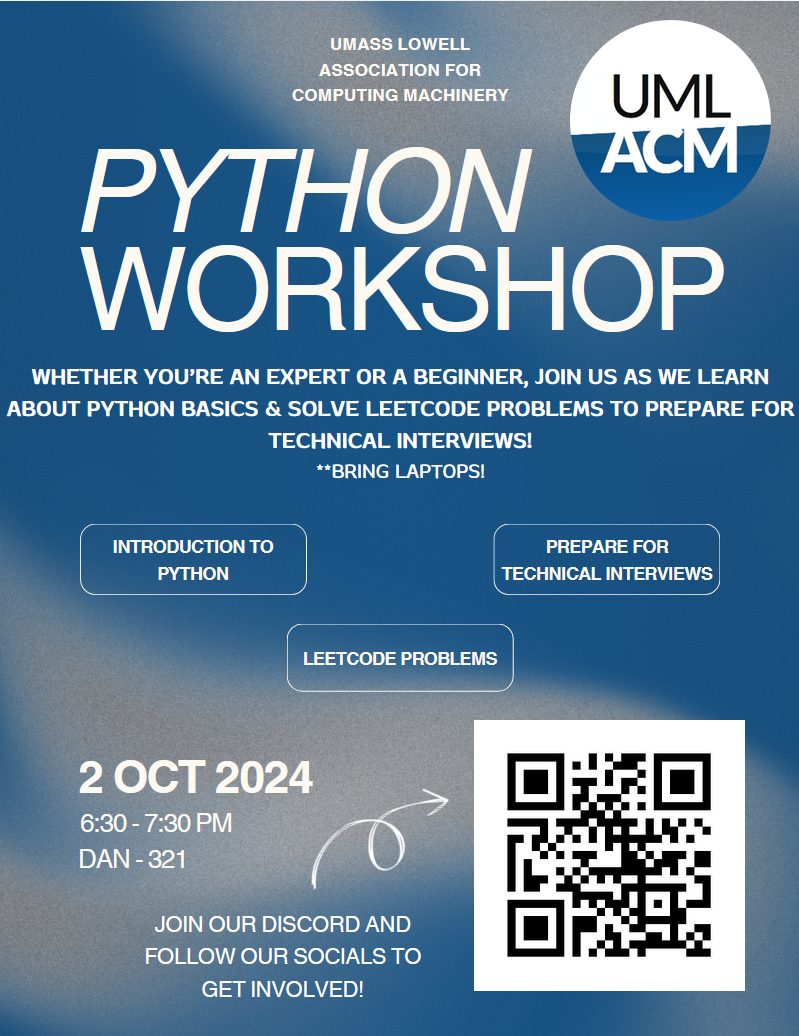 UMASS LOWELL
ASSOCIATION FOR
COMPUTING MACHINERY
UML
ACM
PYTHON
WORKSHOP
WHETHER YOU'RE AN EXPERT OR A BEGINNER, JOIN US AS WE LEARN
ABOUT PYTHON BASICS & SOLVE LEETCODE PROBLEMS TO PREPARE FOR
TECHNICAL INTERVIEWS!
**BRING LAPTOPS!
INTRODUCTION TO
PYTHON
PREPARE FOR
TECHNICAL INTERVIEWS
LEETCODE PROBLEMS
2 OCT 2024
6:30 - 7:30 PM
DAN - 321
JOIN OUR DISCORD AND
FOLLOW OUR SOCIALS TO
GET INVOLVED!